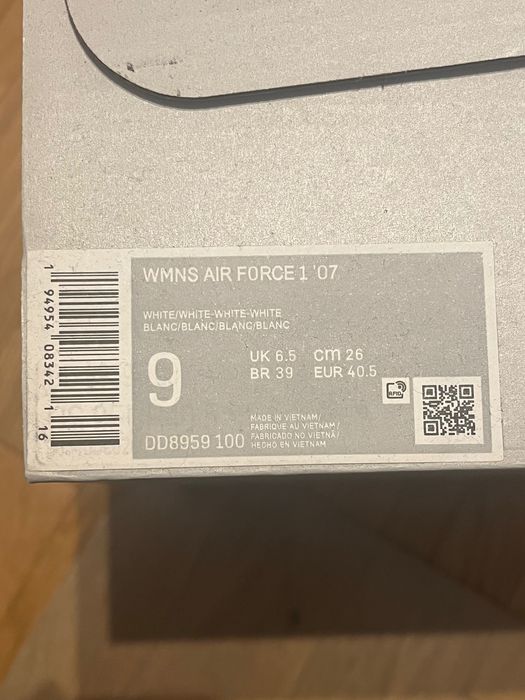 WMNS AIR FORCE 1 '07
WHITE/WHITE-WHITE-WHITE
BLANC/BLANC/BLANC/BLANC
9
UK 6.5 cm 26
BR 39 EUR 40.5
RFID
DD8959 100
MADE IN VIETNAM/
FABRIQUE AU VIETNAM/
FABRICADO NO VIETNÃ/
HECHO EN VIETNAM
1 94954 08342 1 16